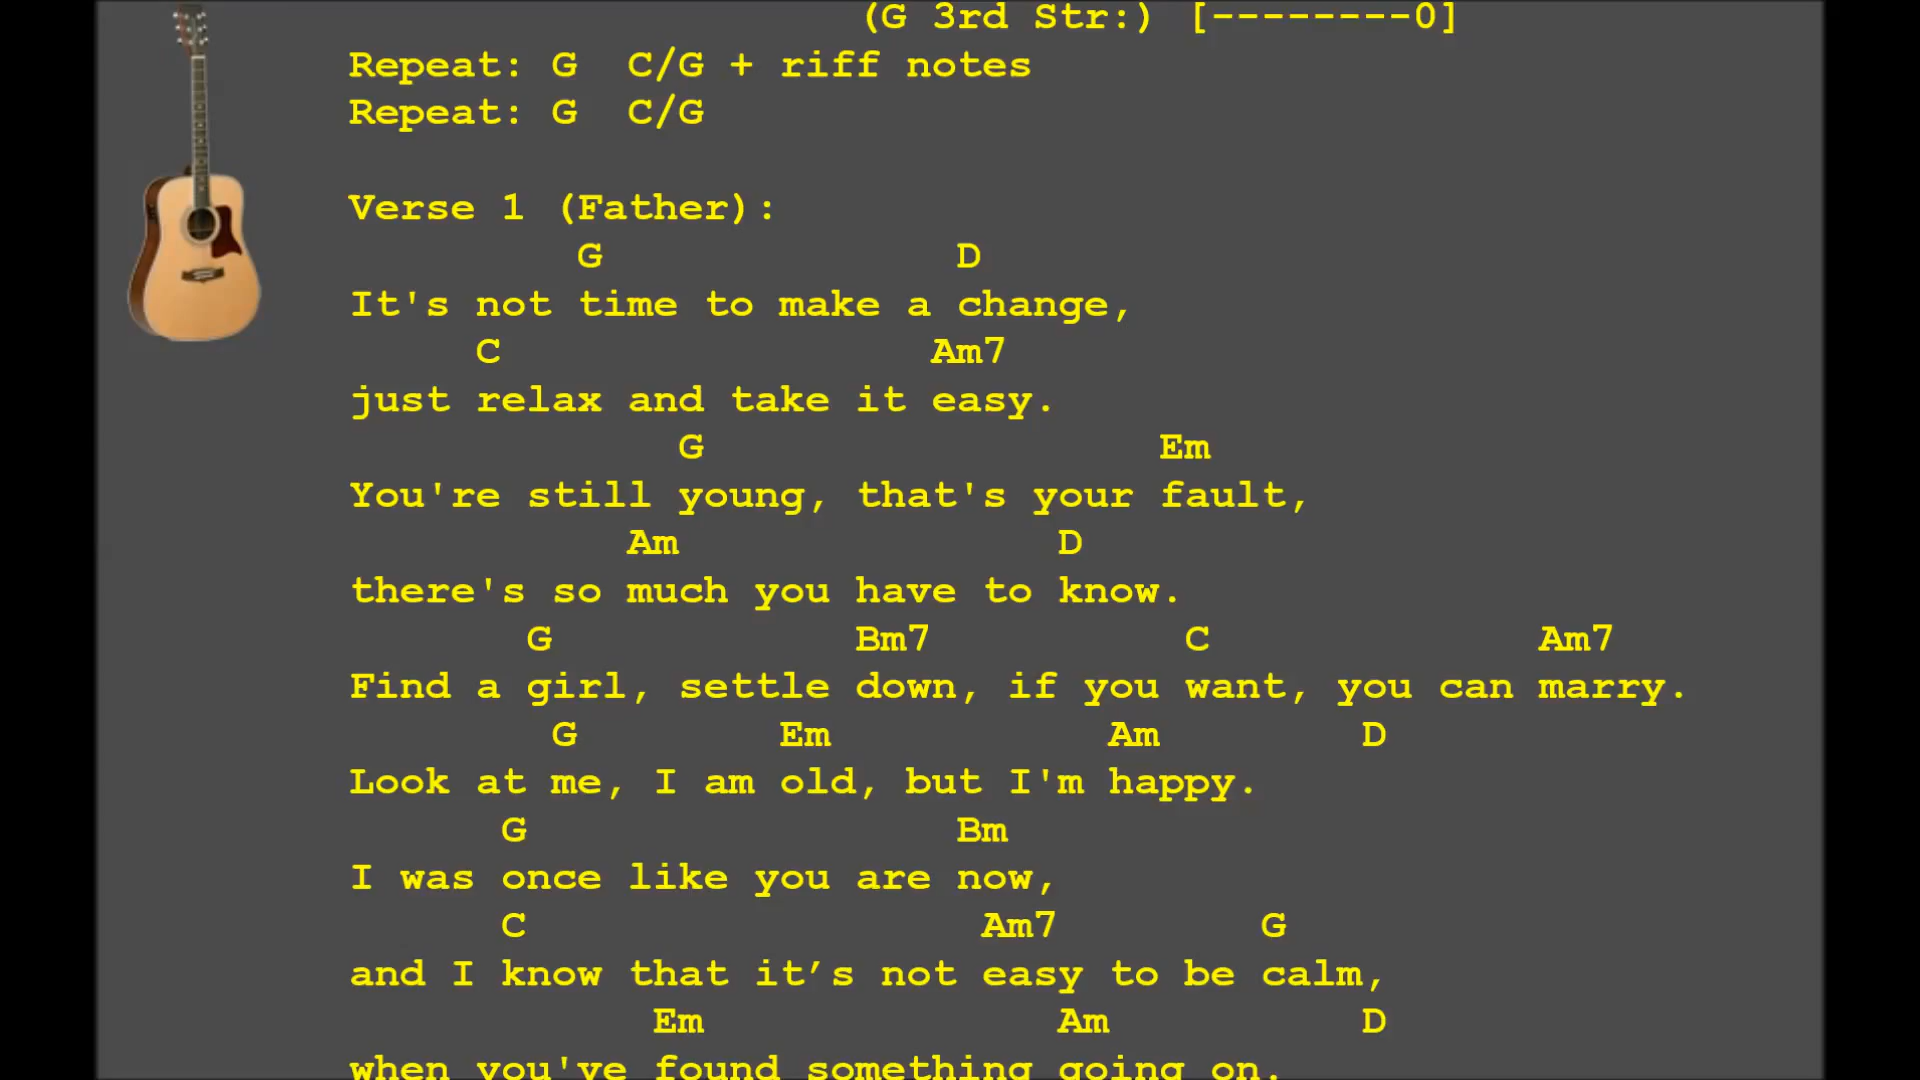 (G 3rd Str:) [--------0]
Repeat: G  C/G + riff notes
Repeat: G  C/G
Verse 1 (Father):
G D
It's not time to make a change,
C Am7
just relax and take it easy.
G Em
You're still young, that's your fault,
Am D
there's so much you have to know.
G Bm7 C Am7
Find a girl, settle down, if you want, you can marry.
G Em Am D
Look at me, I am old, but I'm happy.
G Bm
I was once like you are now,
C Am7 G
and I know that it’s not easy to be calm,
Em Am D
when you've found something going on.